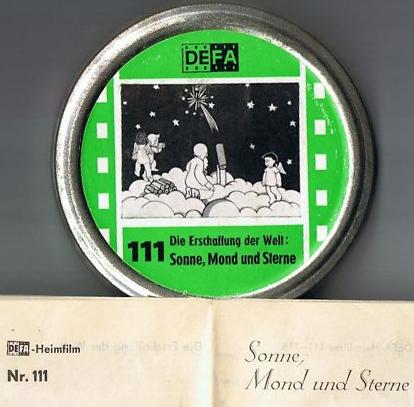 DEFA
111 Die Erschaffung der Welt:
Sonne, Mond und Sterne
DEFA-Heimfilm
Nr. 111
Sonne,
Mond und Sterne